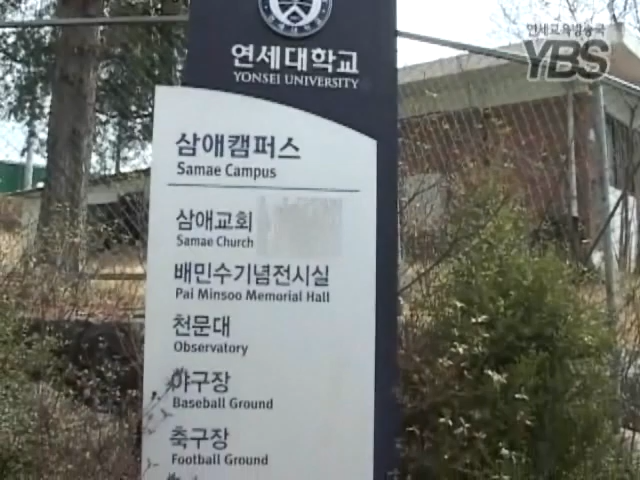 연세교육방송국
YBS
연세대학교
YONSEI UNIVERSITY
삼애캠퍼스
Samae Campus
삼애교회
Samae Church
배민수기념전시실
Pai Minsoo Memorial Hall
천문대
Observatory
야구장
Baseball Ground
축구장
Football Ground